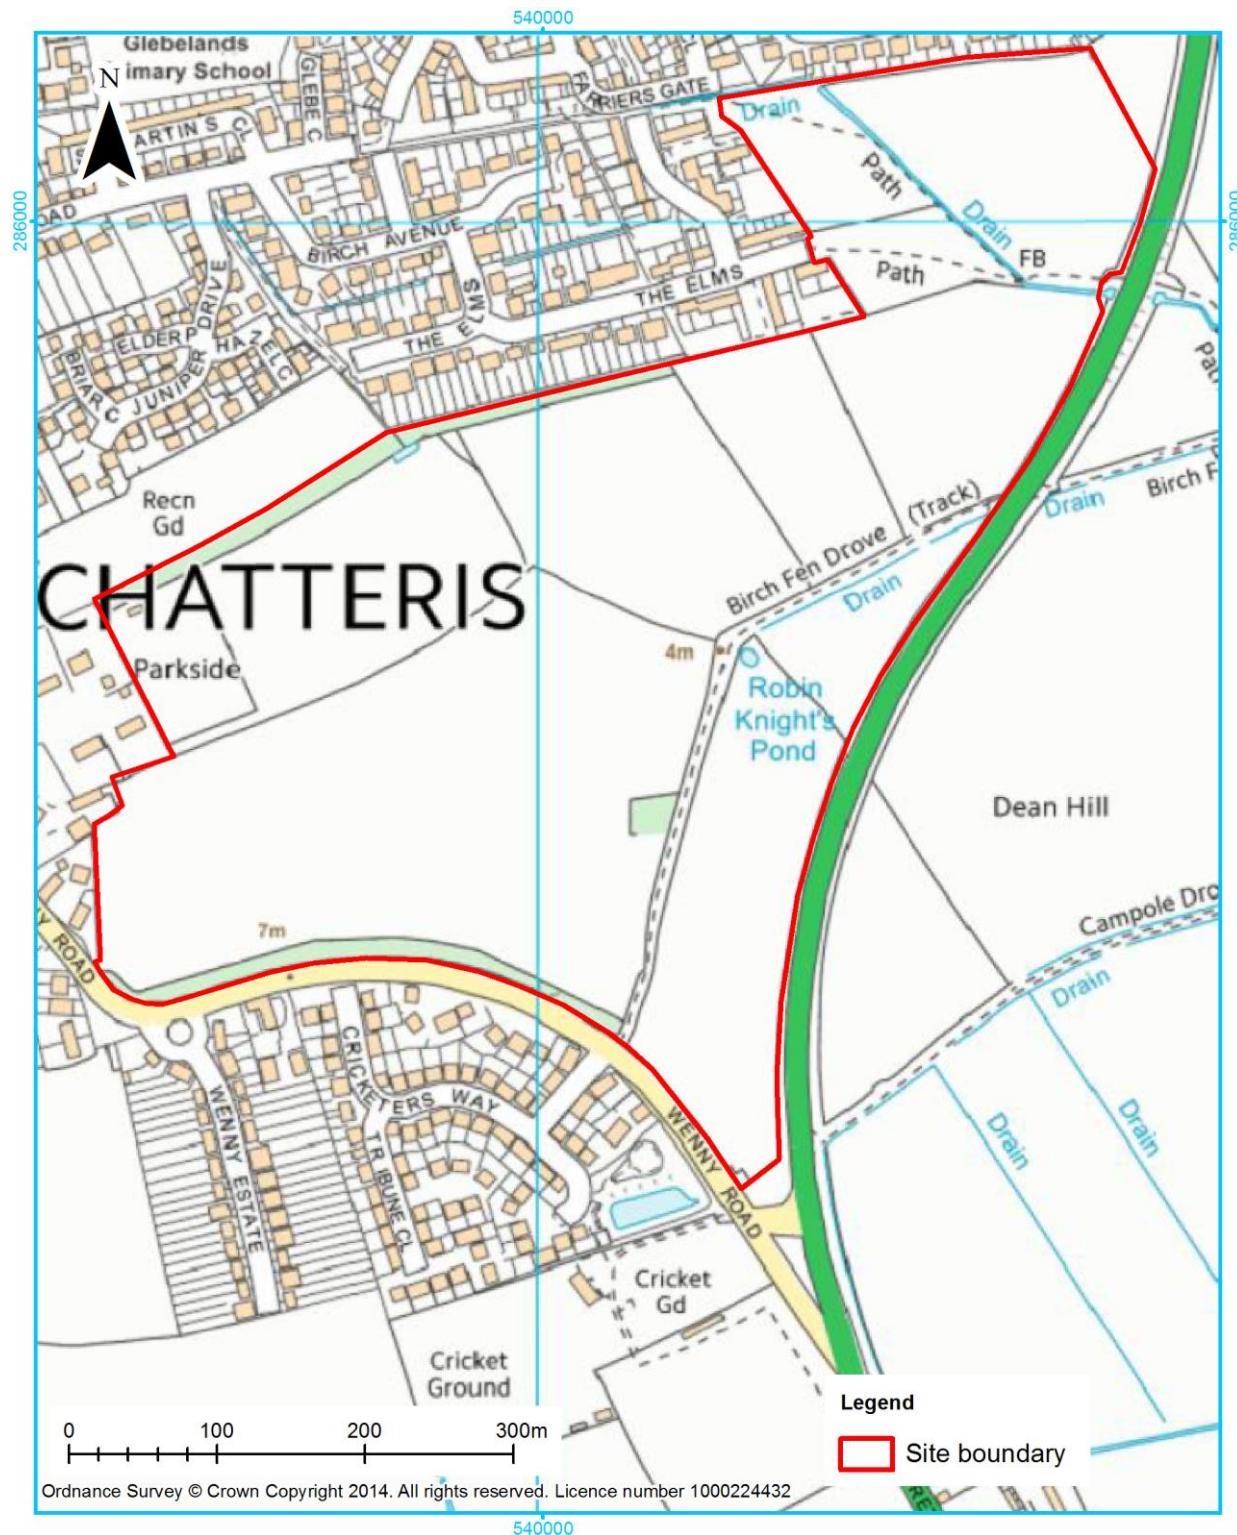 540000
Glebelands
imary School
N
GLEBE C
FAR
RIERS GATE
ARTIN'S CL
Drain
OAD
286000
286000
Path
Drain
BIRCH AVENUE
FB
Path
THE ELMS
ELMS
THE
ELDER P
DRIVE
HAZEL C
JUNIPER
BRIAR C
Path
Recn
Gd
(Track)
Birch Fen Drove
Drain
Drain
Birch F
CHATTERIS
Parkside
4m
Robin
Knight's
Pond
Dean Hill
Campole Dro
Drain
7m
Y ROAD
CRICKETERS WAY
WENNY ESTATE
TRIBUNE CL
WENNY ROAD
Drain
Drain
Cricket
Gd
Cricket
Ground
Legend
Site boundary
0 100 200 300m
Ordnance Survey © Crown Copyright 2014. All rights reserved. Licence number 1000224432
540000